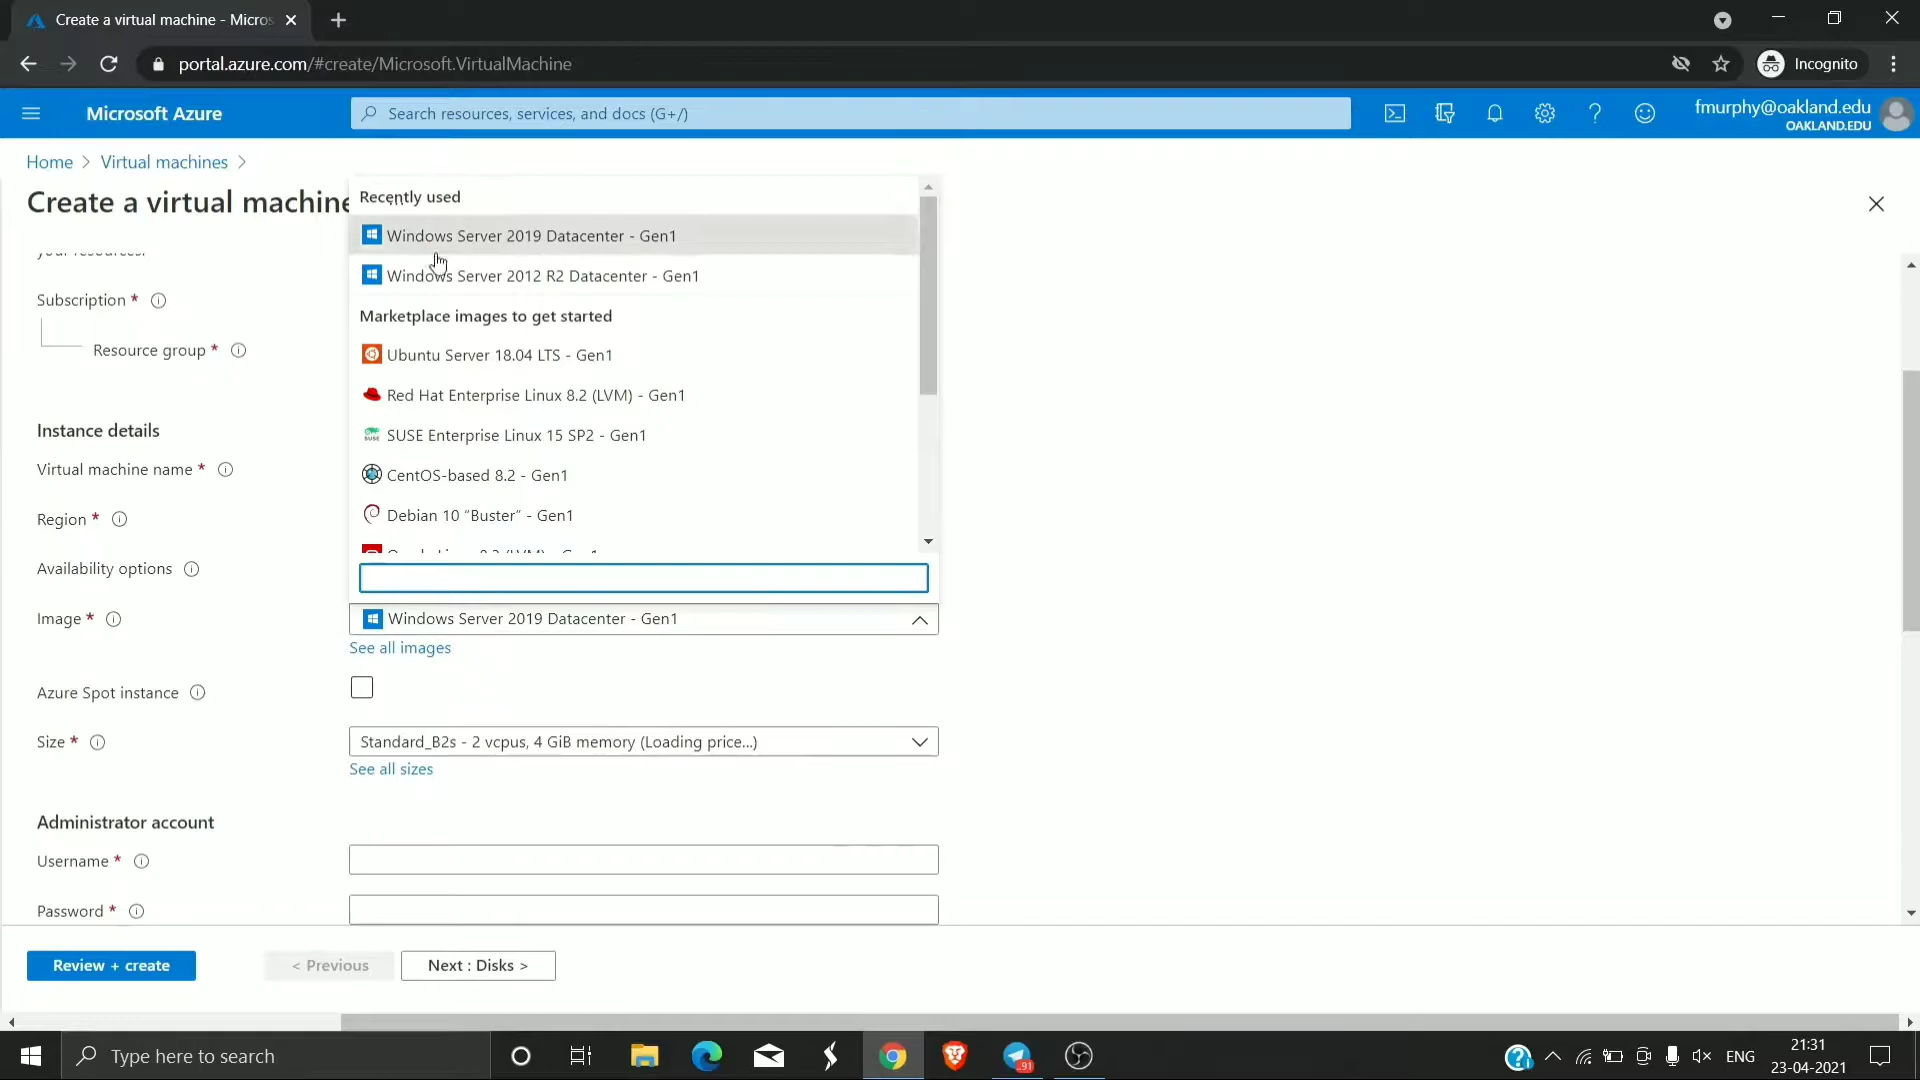 Create a virtual machine - Micros
portal.azure.com/#create/Microsoft.VirtualMachine
Incognito
Microsoft Azure
Search resources, services, and docs (G+/)
fmurphy@oakland.edu
OAKLAND.EDU
Home > Virtual machines >
Create a virtual machine
Recently used
Windows Server 2019 Datacenter - Gen1
Windows Server 2012 R2 Datacenter - Gen1
Marketplace images to get started
Ubuntu Server 18.04 LTS - Gen1
Red Hat Enterprise Linux 8.2 (LVM) - Gen1
SUSE Enterprise Linux 15 SP2 - Gen1
CentOS-based 8.2 - Gen1
Debian 10 “Buster” - Gen1
your resources.
Subscription *
Resource group *
Instance details
Virtual machine name *
Region *
Availability options
Image *
Windows Server 2019 Datacenter - Gen1
See all images
Azure Spot instance
Size *
Standard_B2s - 2 vcpus, 4 GiB memory (Loading price...)
See all sizes
Administrator account
Username *
Password *
Review + create
< Previous
Next : Disks >
Type here to search
91
ENG
21:31
23-04-2021